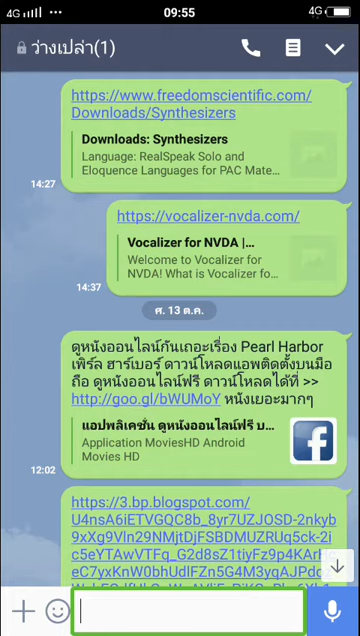 4G 09:55 4G
ว่างเปล่า(1)
https://www.freedomscientific.com/
Downloads/Synthesizers
Downloads: Synthesizers
Language: RealSpeak Solo and
Eloquence Languages for PAC Mate...
14:27
https://vocalizer-nvda.com/
Vocalizer for NVDA |...
Welcome to Vocalizer for
NVDA! What is Vocalizer fo...
14:37
ศ. 13 ต.ค.
ดูหนังออนไลน์กันเถอะเรื่อง Pearl Harbor
เพิร์ล ฮาร์เบอร์ ดาวน์โหลดแอพติดตั้งบนมือ
ถือ ดูหนังออนไลน์ฟรี ดาวน์โหลดได้ที่ >>
http://goo.gl/bWUMoY หนังเยอะมากๆ
แอปพลิเคชั่น ดูหนังออนไลน์ฟรี บ...
Application MoviesHD Android
Movies HD
12:02
https://3.bp.blogspot.com/
U4nsA6iETVGQC8b_8yr7UZJOSD-2nkyb
9xXg9Vln29NMjtDjFSBDMUZRUq5ck-2i
c5eYTAwVTFq_G2d8sZ1tiyFz9p4KArHc
eC7yxKnW0bhUdlFZn5G4M3yqAJPdcx